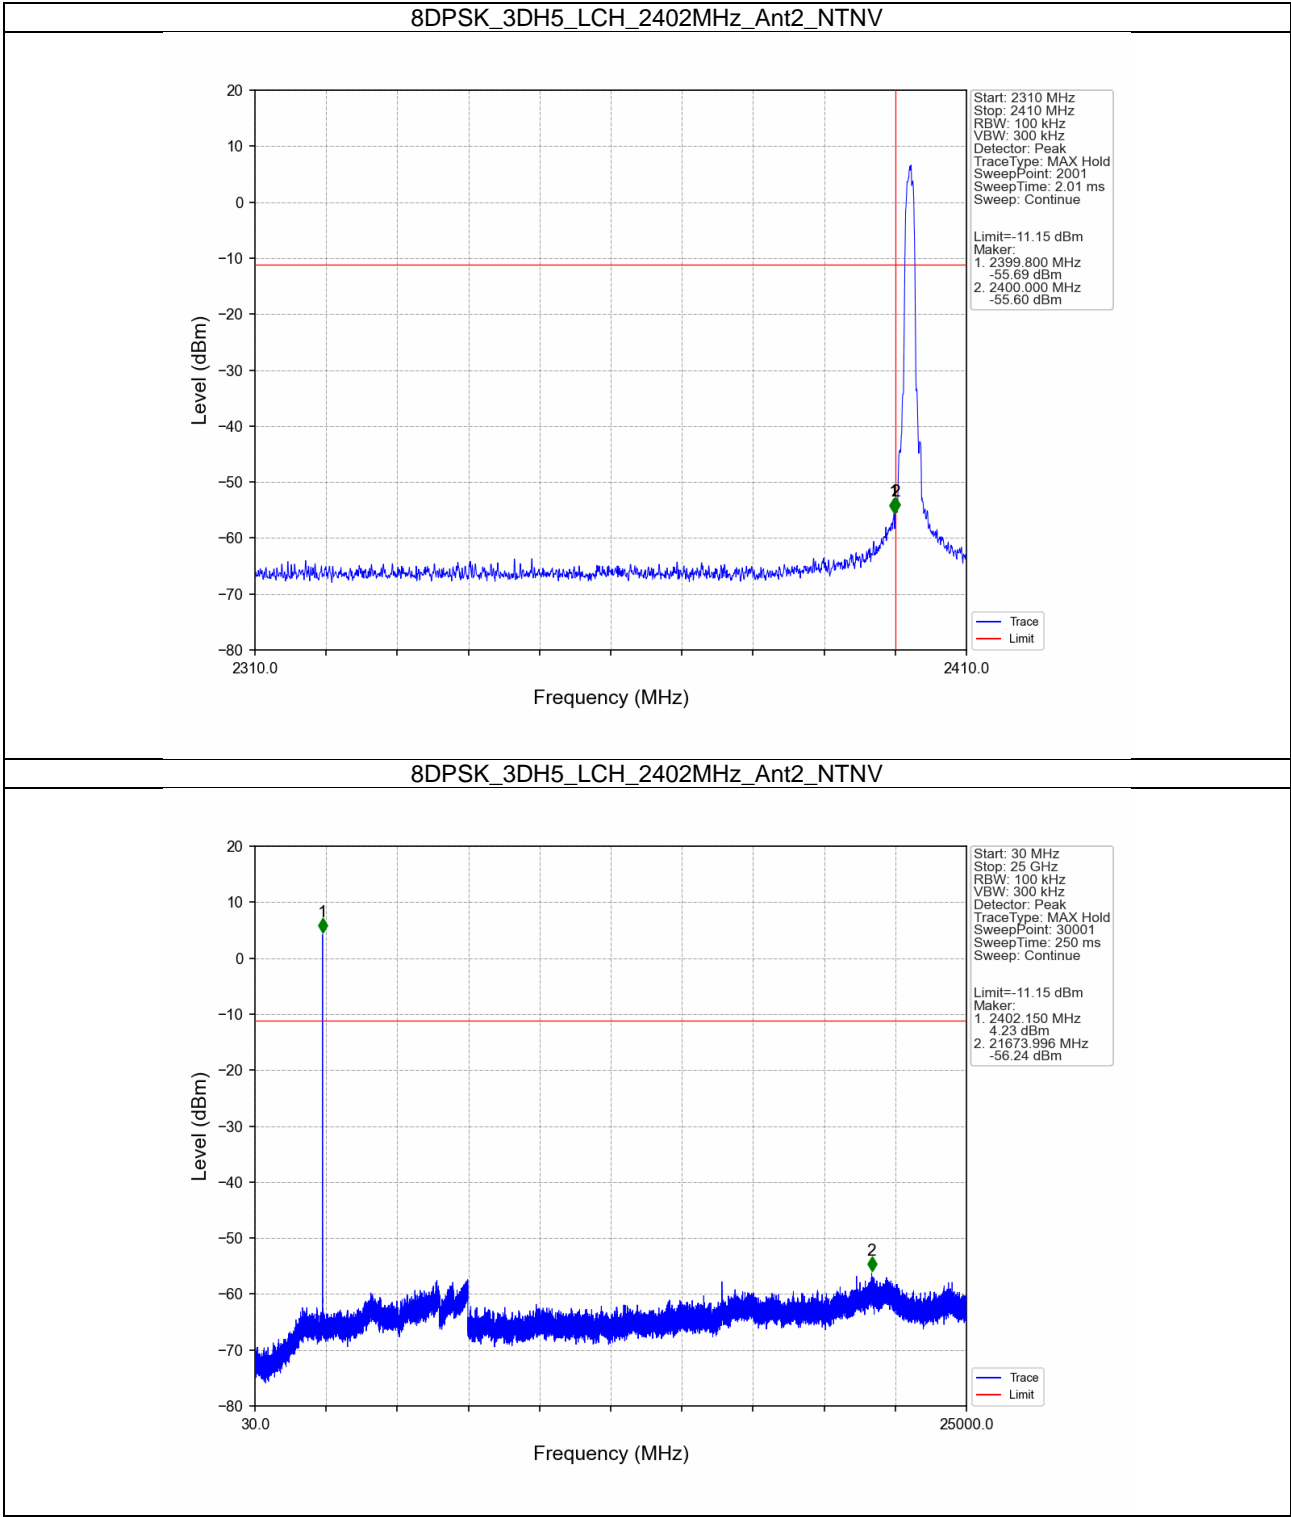 8DPSK_3DH5_LCH_2402MHz_Ant2_NTNV
20
10
0
−10
−20
−30
−40
−50
−60
−70
−80
Level (dBm)
2310.0
2410.0
Frequency (MHz)
1
2
Start: 2310 MHz
Stop: 2410 MHz
RBW: 100 kHz
VBW: 300 kHz
Detector: Peak
TraceType: MAX Hold
SweepPoint: 2001
SweepTime: 2.01 ms
Sweep: Continue
Limit=-11.15 dBm
Maker:
1. 2399.800 MHz
-55.69 dBm
2. 2400.000 MHz
-55.60 dBm
Trace
Limit
8DPSK_3DH5_LCH_2402MHz_Ant2_NTNV
20
10
0
−10
−20
−30
−40
−50
−60
−70
−80
Level (dBm)
30.0
25000.0
Frequency (MHz)
1
2
Start: 30 MHz
Stop: 25 GHz
RBW: 100 kHz
VBW: 300 kHz
Detector: Peak
TraceType: MAX Hold
SweepPoint: 30001
SweepTime: 250 ms
Sweep: Continue
Limit=-11.15 dBm
Maker:
1. 2402.150 MHz
4.23 dBm
2. 21673.996 MHz
-56.24 dBm
Trace
Limit